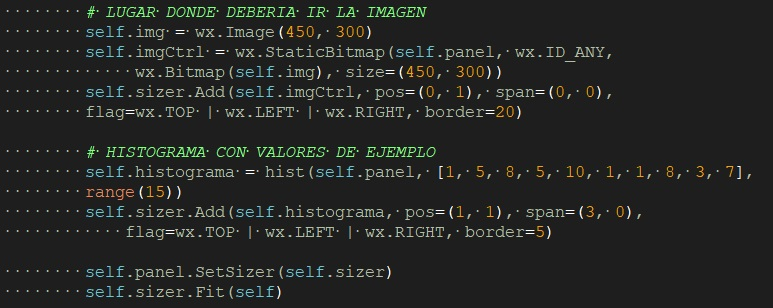 # LUGAR DONDE DEBERIA IR LA IMAGEN
self.img = wx.Image(450, 300)
self.imgCtrl = wx.StaticBitmap(self.panel, wx.ID_ANY,
wx.Bitmap(self.img), size=(450, 300))
self.sizer.Add(self.imgCtrl, pos=(0, 1), span=(0, 0),
flag=wx.TOP | wx.LEFT | wx.RIGHT, border=20)
# HISTOGRAMA CON VALORES DE EJEMPLO
self.histograma = hist(self.panel, [1, 5, 8, 5, 10, 1, 1, 8, 3, 7],
range(15))
self.sizer.Add(self.histograma, pos=(1, 1), span=(3, 0),
flag=wx.TOP | wx.LEFT | wx.RIGHT, border=5)
self.panel.SetSizer(self.sizer)
self.sizer.Fit(self)